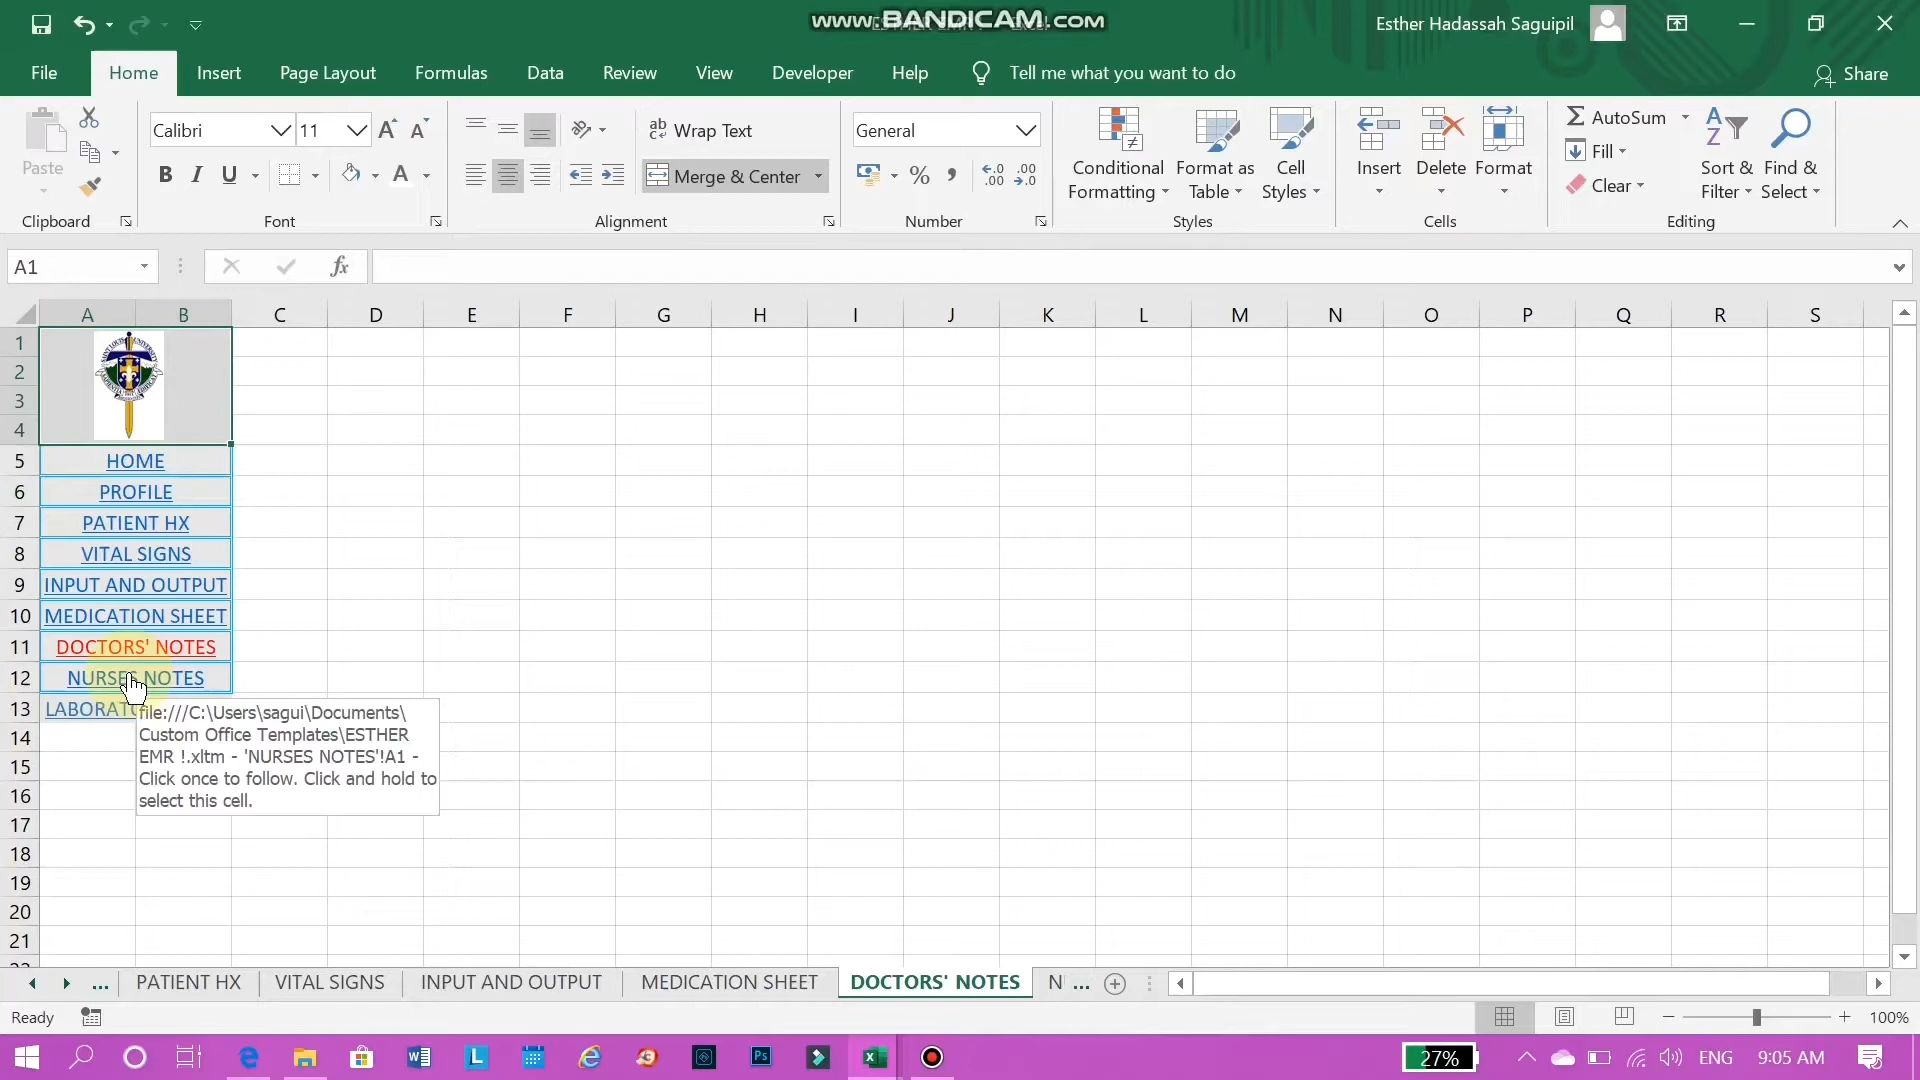 www.BANDICAM.com
Esther Hadassah Saguipil
File Home Insert Page Layout Formulas Data Review View Developer Help Tell me what you want to do Share
Paste
Calibri 11
B I U A
Wrap Text
Merge & Center
General
Conditional Formatting
Format as Table
Cell Styles
Insert Delete Format
AutoSum
Fill
Clear
Sort & Filter
Find & Select
Clipboard Font Alignment Number Styles Cells Editing
A1 fx
A B C D E F G H I J K L M N O P Q R S
1
2
3
4
5 HOME
6 PROFILE
7 PATIENT HX
8 VITAL SIGNS
9 INPUT AND OUTPUT
10 MEDICATION SHEET
11 DOCTORS' NOTES
12 NURSES NOTES
13 LABORATO
file:///C:\Users\sagui\Documents\
Custom Office Templates\ESTHER
EMR !.xltm - 'NURSES NOTES'!A1 -
Click once to follow. Click and hold to
select this cell.
14
15
16
17
18
19
20
21
... PATIENT HX VITAL SIGNS INPUT AND OUTPUT MEDICATION SHEET DOCTORS' NOTES N ...
Ready 100%
27% ENG 9:05 AM